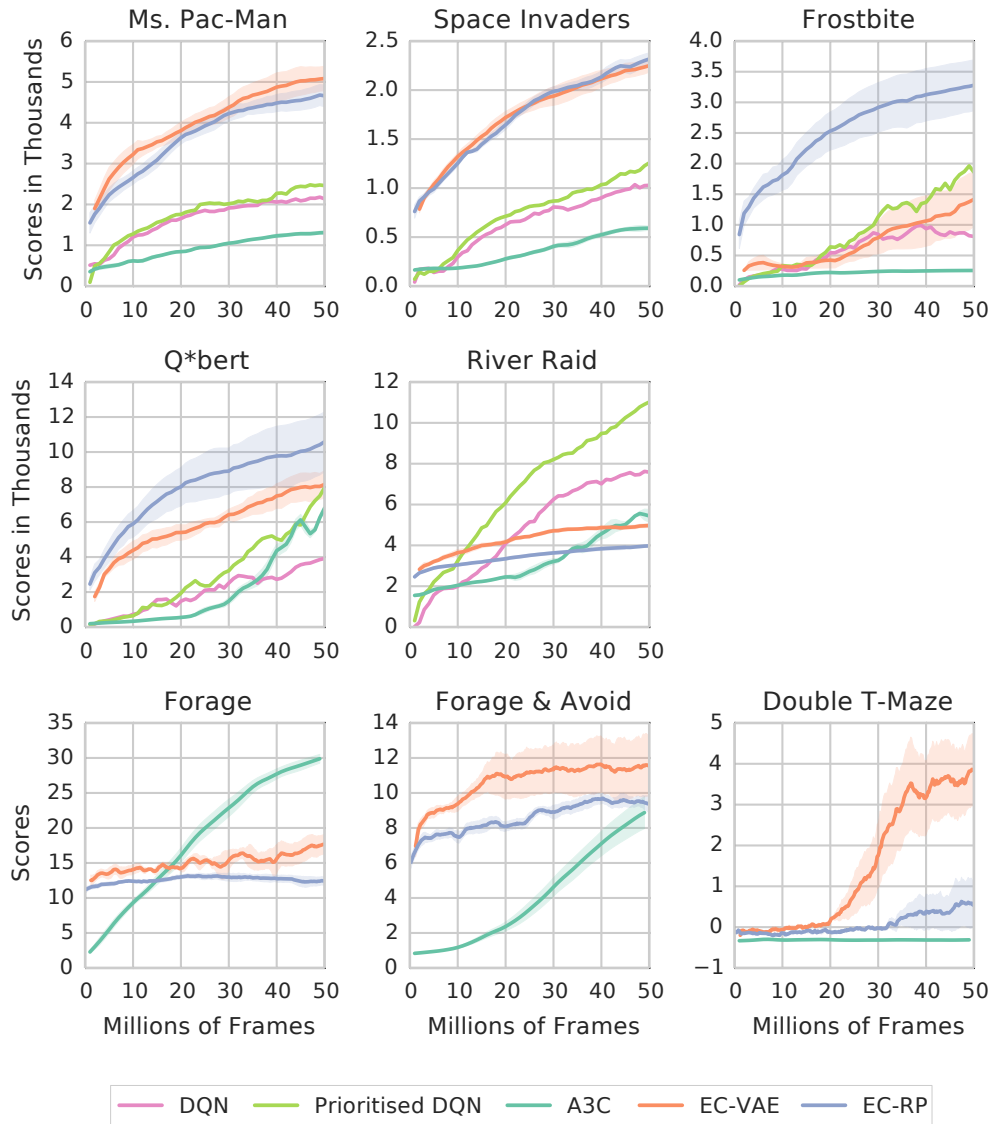 Ms. Pac-Man
Space Invaders
Frostbite
Scores in Thousands
6
5
4
3
2
1
0
0 10 20 30 40 50
2.5
2.0
1.5
1.0
0.5
0.0
0 10 20 30 40 50
4.0
3.5
3.0
2.5
2.0
1.5
1.0
0.5
0.0
0 10 20 30 40 50
Q*bert
River Raid
Scores in Thousands
14
12
10
8
6
4
2
0
0 10 20 30 40 50
12
10
8
6
4
2
0
0 10 20 30 40 50
Forage
Forage & Avoid
Double T-Maze
Scores
35
30
25
20
15
10
5
0
0 10 20 30 40 50
14
12
10
8
6
4
2
0
0 10 20 30 40 50
5
4
3
2
1
0
−1
0 10 20 30 40 50
Millions of Frames
Millions of Frames
Millions of Frames
DQN
Prioritised DQN
A3C
EC-VAE
EC-RP